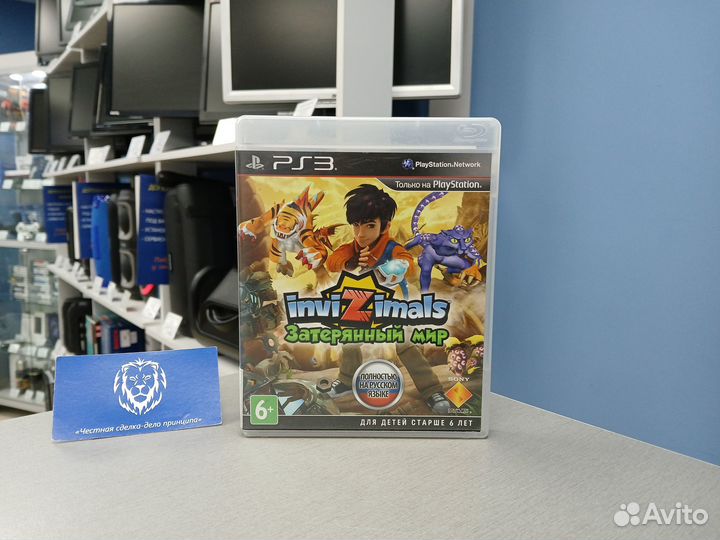 PS3
PlayStation Network
Только на PlayStation.
inviZimals
Затерянный мир
ПОЛНОСТЬЮ
НА РУССКОМ
ЯЗЫКЕ
6+
SONY
ДЛЯ ДЕТЕЙ СТАРШЕ 6 ЛЕТ
«Честная сделка-дело принципа»
Avito